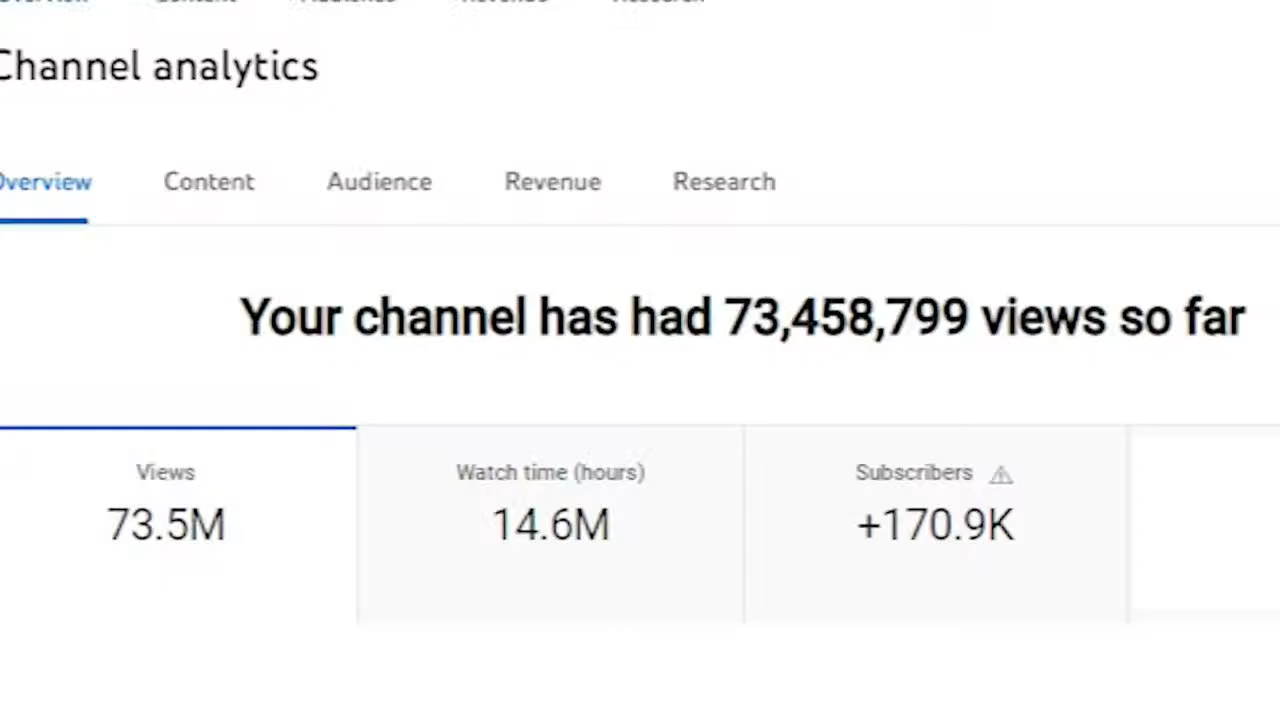 Channel analytics
Overview Content Audience Revenue Research
Your channel has had 73,458,799 views so far
Views Watch time (hours) Subscribers
73.5M 14.6M +170.9K